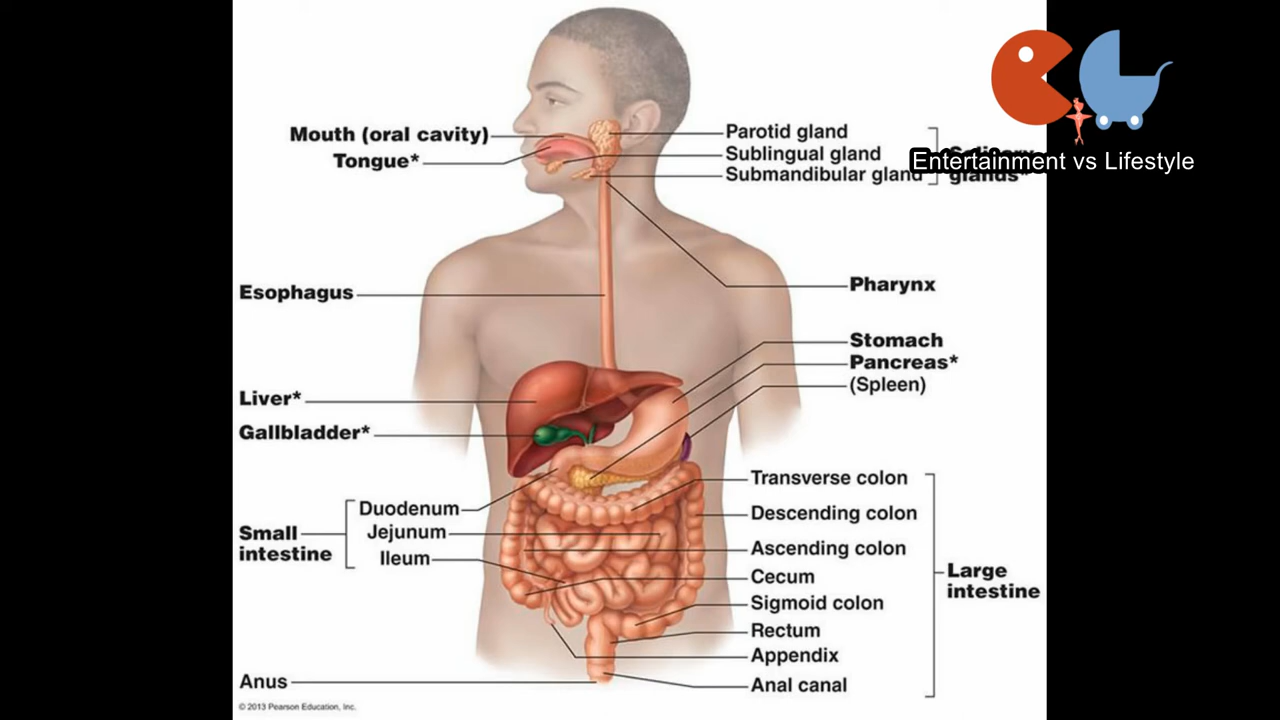 Mouth (oral cavity)
Tongue*
Parotid gland
Sublingual gland
Submandibular gland
glands*
Entertainment vs Lifestyle
Esophagus
Pharynx
Stomach
Pancreas*
(Spleen)
Liver*
Gallbladder*
Transverse colon
Descending colon
Ascending colon
Cecum
Sigmoid colon
Rectum
Appendix
Anal canal
Large
intestine
Duodenum
Jejunum
Ileum
Small
intestine
Anus
© 2013 Pearson Education, Inc.